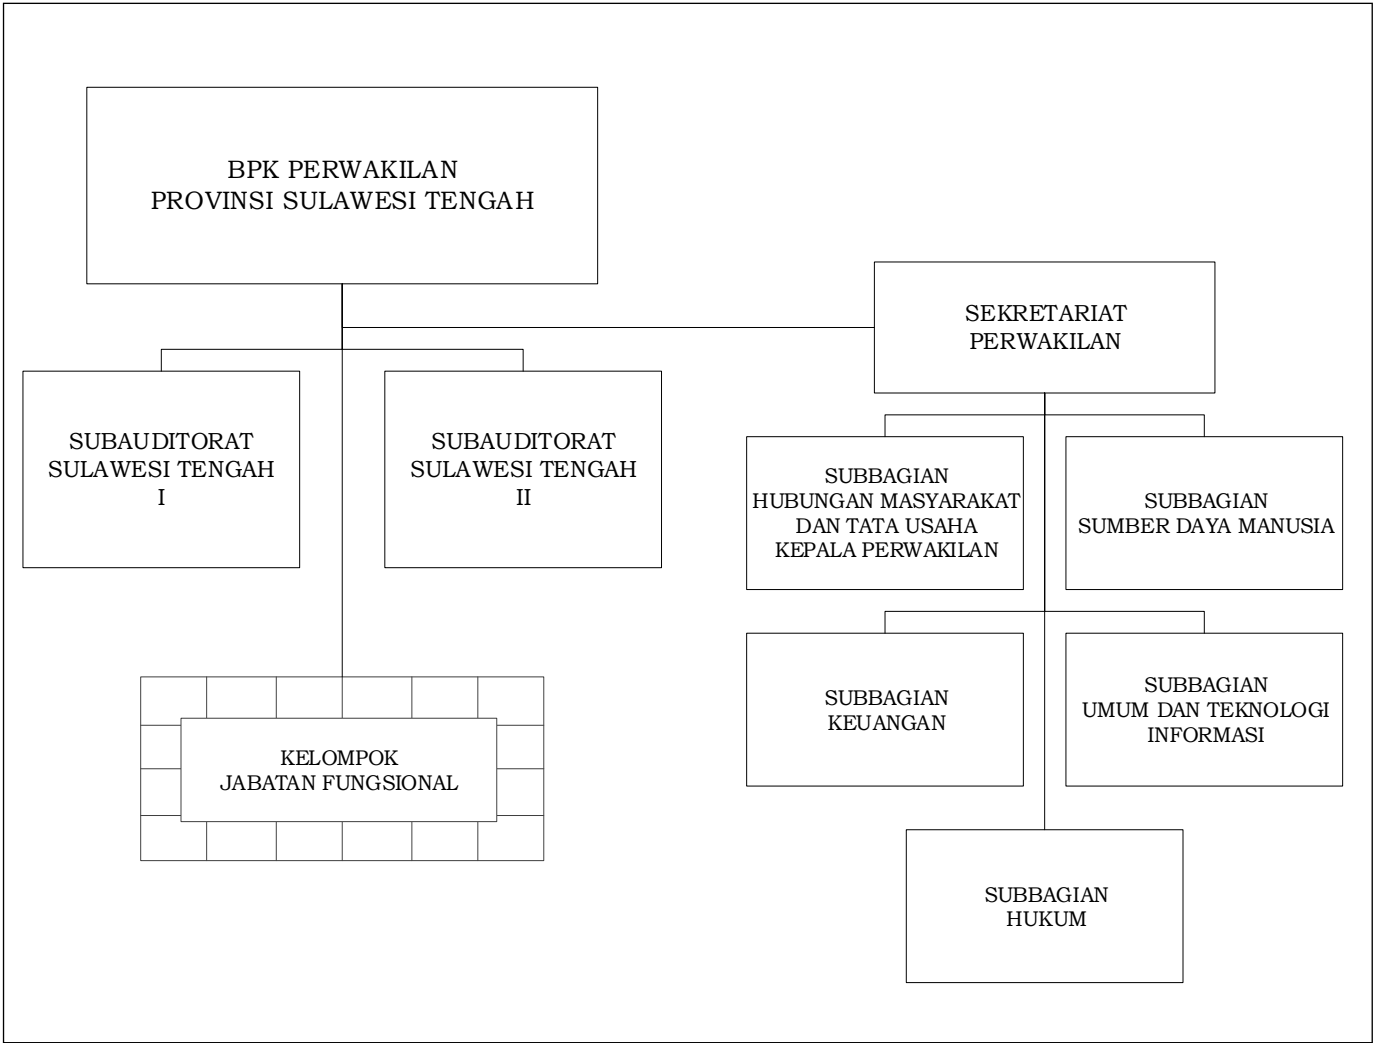 BPK PERWAKILAN
PROVINSI SULAWESI TENGAH
SEKRETARIAT
PERWAKILAN
SUBAUDITORAT
SULAWESI TENGAH
I
SUBAUDITORAT
SULAWESI TENGAH
II
SUBBAGIAN
HUBUNGAN MASYARAKAT
DAN TATA USAHA
KEPALA PERWAKILAN
SUBBAGIAN
SUMBER DAYA MANUSIA
SUBBAGIAN
KEUANGAN
SUBBAGIAN
UMUM DAN TEKNOLOGI
INFORMASI
KELOMPOK
JABATAN FUNGSIONAL
SUBBAGIAN
HUKUM